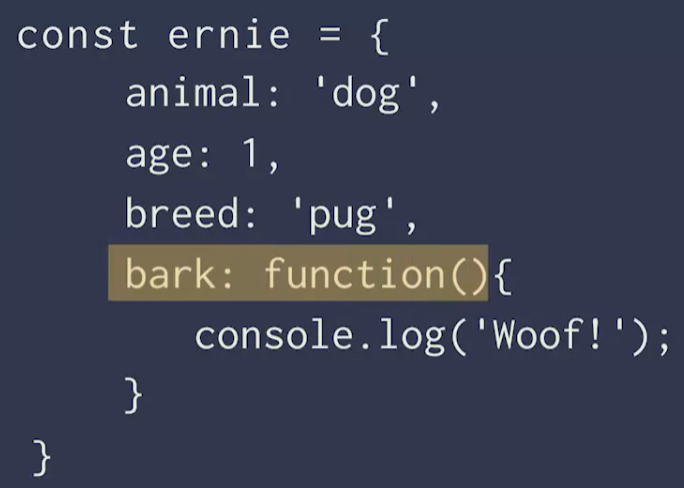 const ernie = {
animal: 'dog',
age: 1,
breed: 'pug',
bark: function(){
console.log('Woof!');
}
}